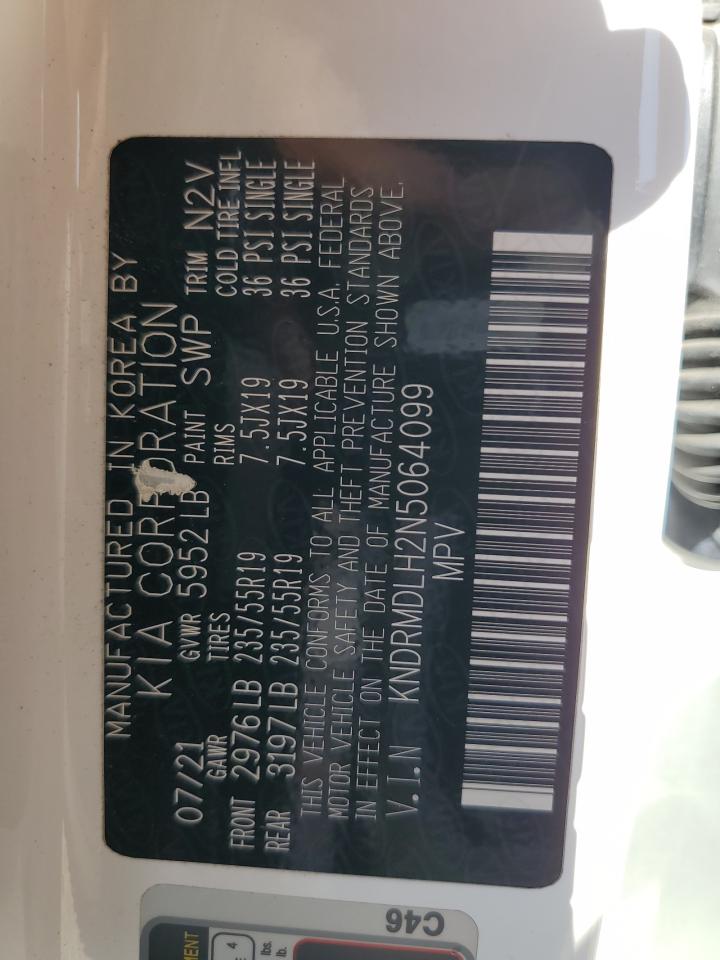 MANUFACTURED IN KOREA BY
KIA CORPORATION
07/21 GVWR 5952 LB PAINT SWP TRIM N2V
GAWR TIRES RIMS COLD TIRE INFL
FRONT 2976 LB 235/55R19 7.5JX19 36 PSI SINGLE
REAR 3197 LB 235/55R19 7.5JX19 36 PSI SINGLE
THIS VEHICLE CONFORMS TO ALL APPLICABLE U.S.A. FEDERAL
MOTOR VEHICLE SAFETY AND THEFT PREVENTION STANDARDS
IN EFFECT ON THE DATE OF MANUFACTURE SHOWN ABOVE.
V.I.N KNDRMDLH2N5064099
MPV
C46
4
lbs.
lb.